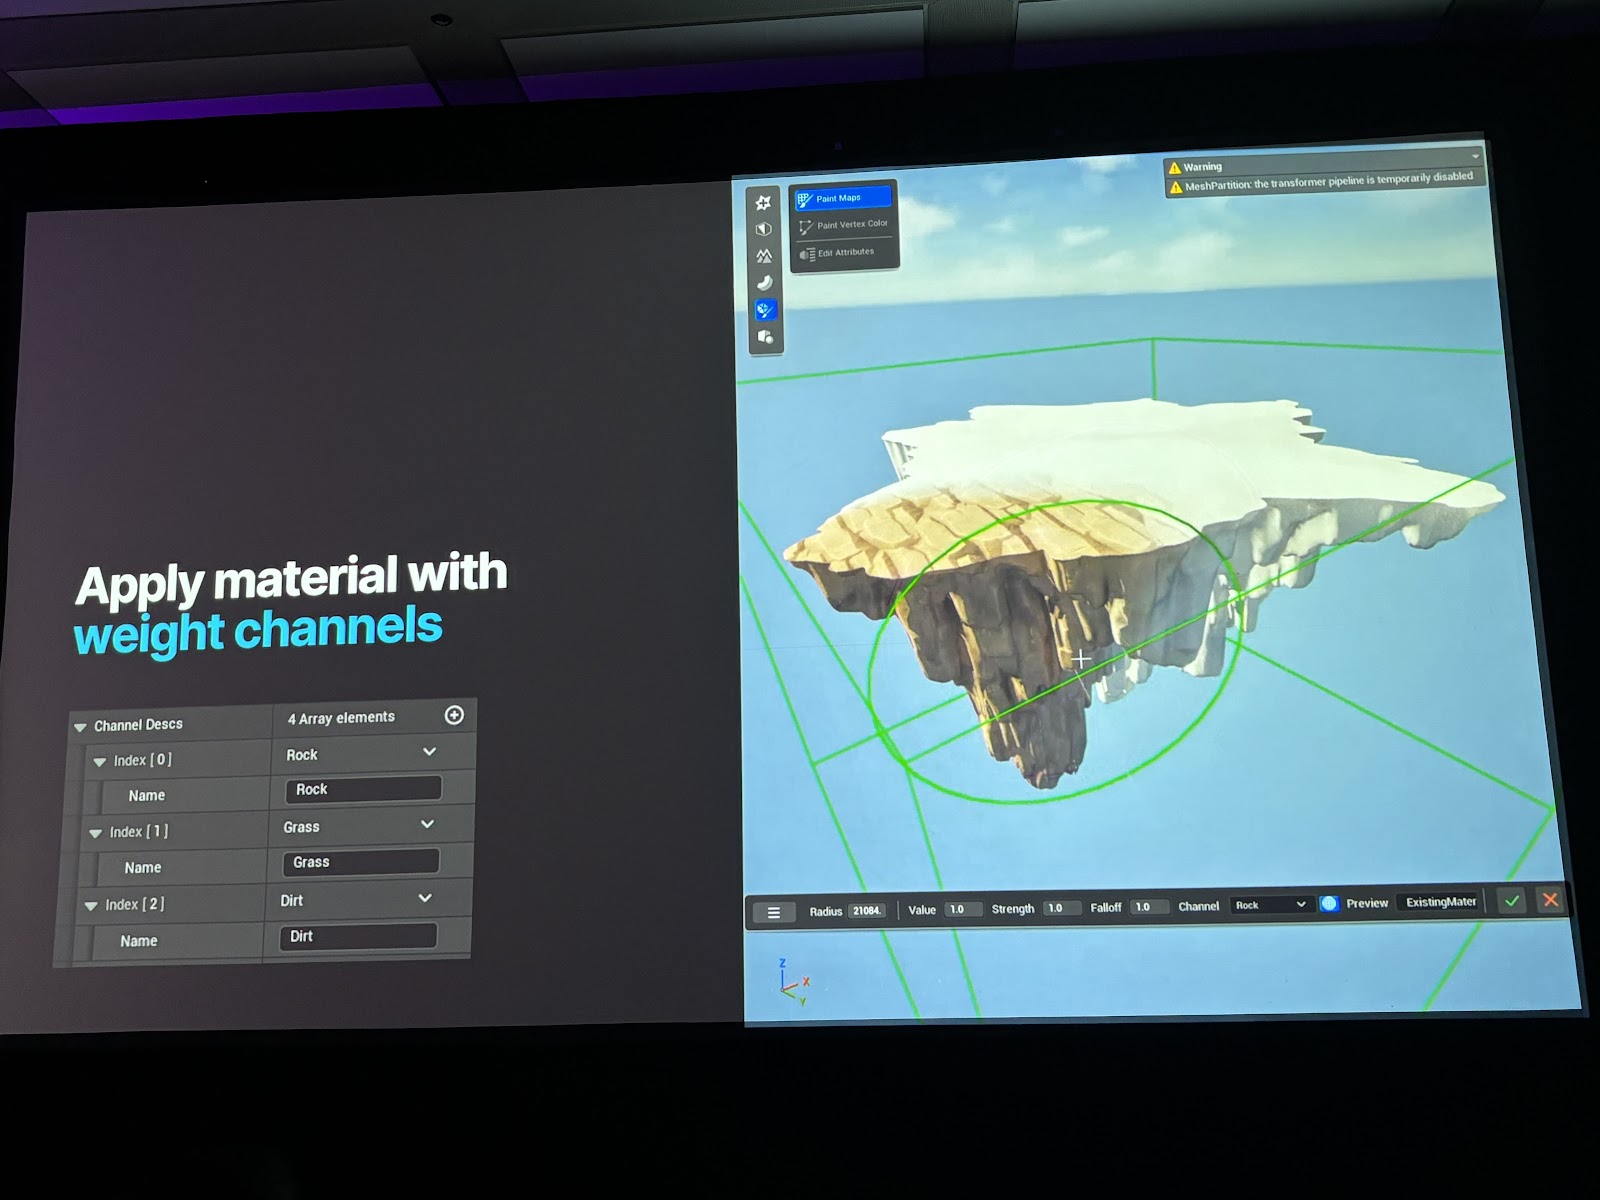 Apply material with
weight channels
Channel Descs 4 Array elements
Index [ 0 ] Rock
Name Rock
Index [ 1 ] Grass
Name Grass
Index [ 2 ] Dirt
Name Dirt
Paint Maps
Paint Vertex Color
Edit Attributes
Warning
MeshPartition: the transformer pipeline is temporarily disabled
Radius 21084. Value 1.0 Strength 1.0 Falloff 1.0 Channel Rock Preview ExistingMater
Z
X
Y